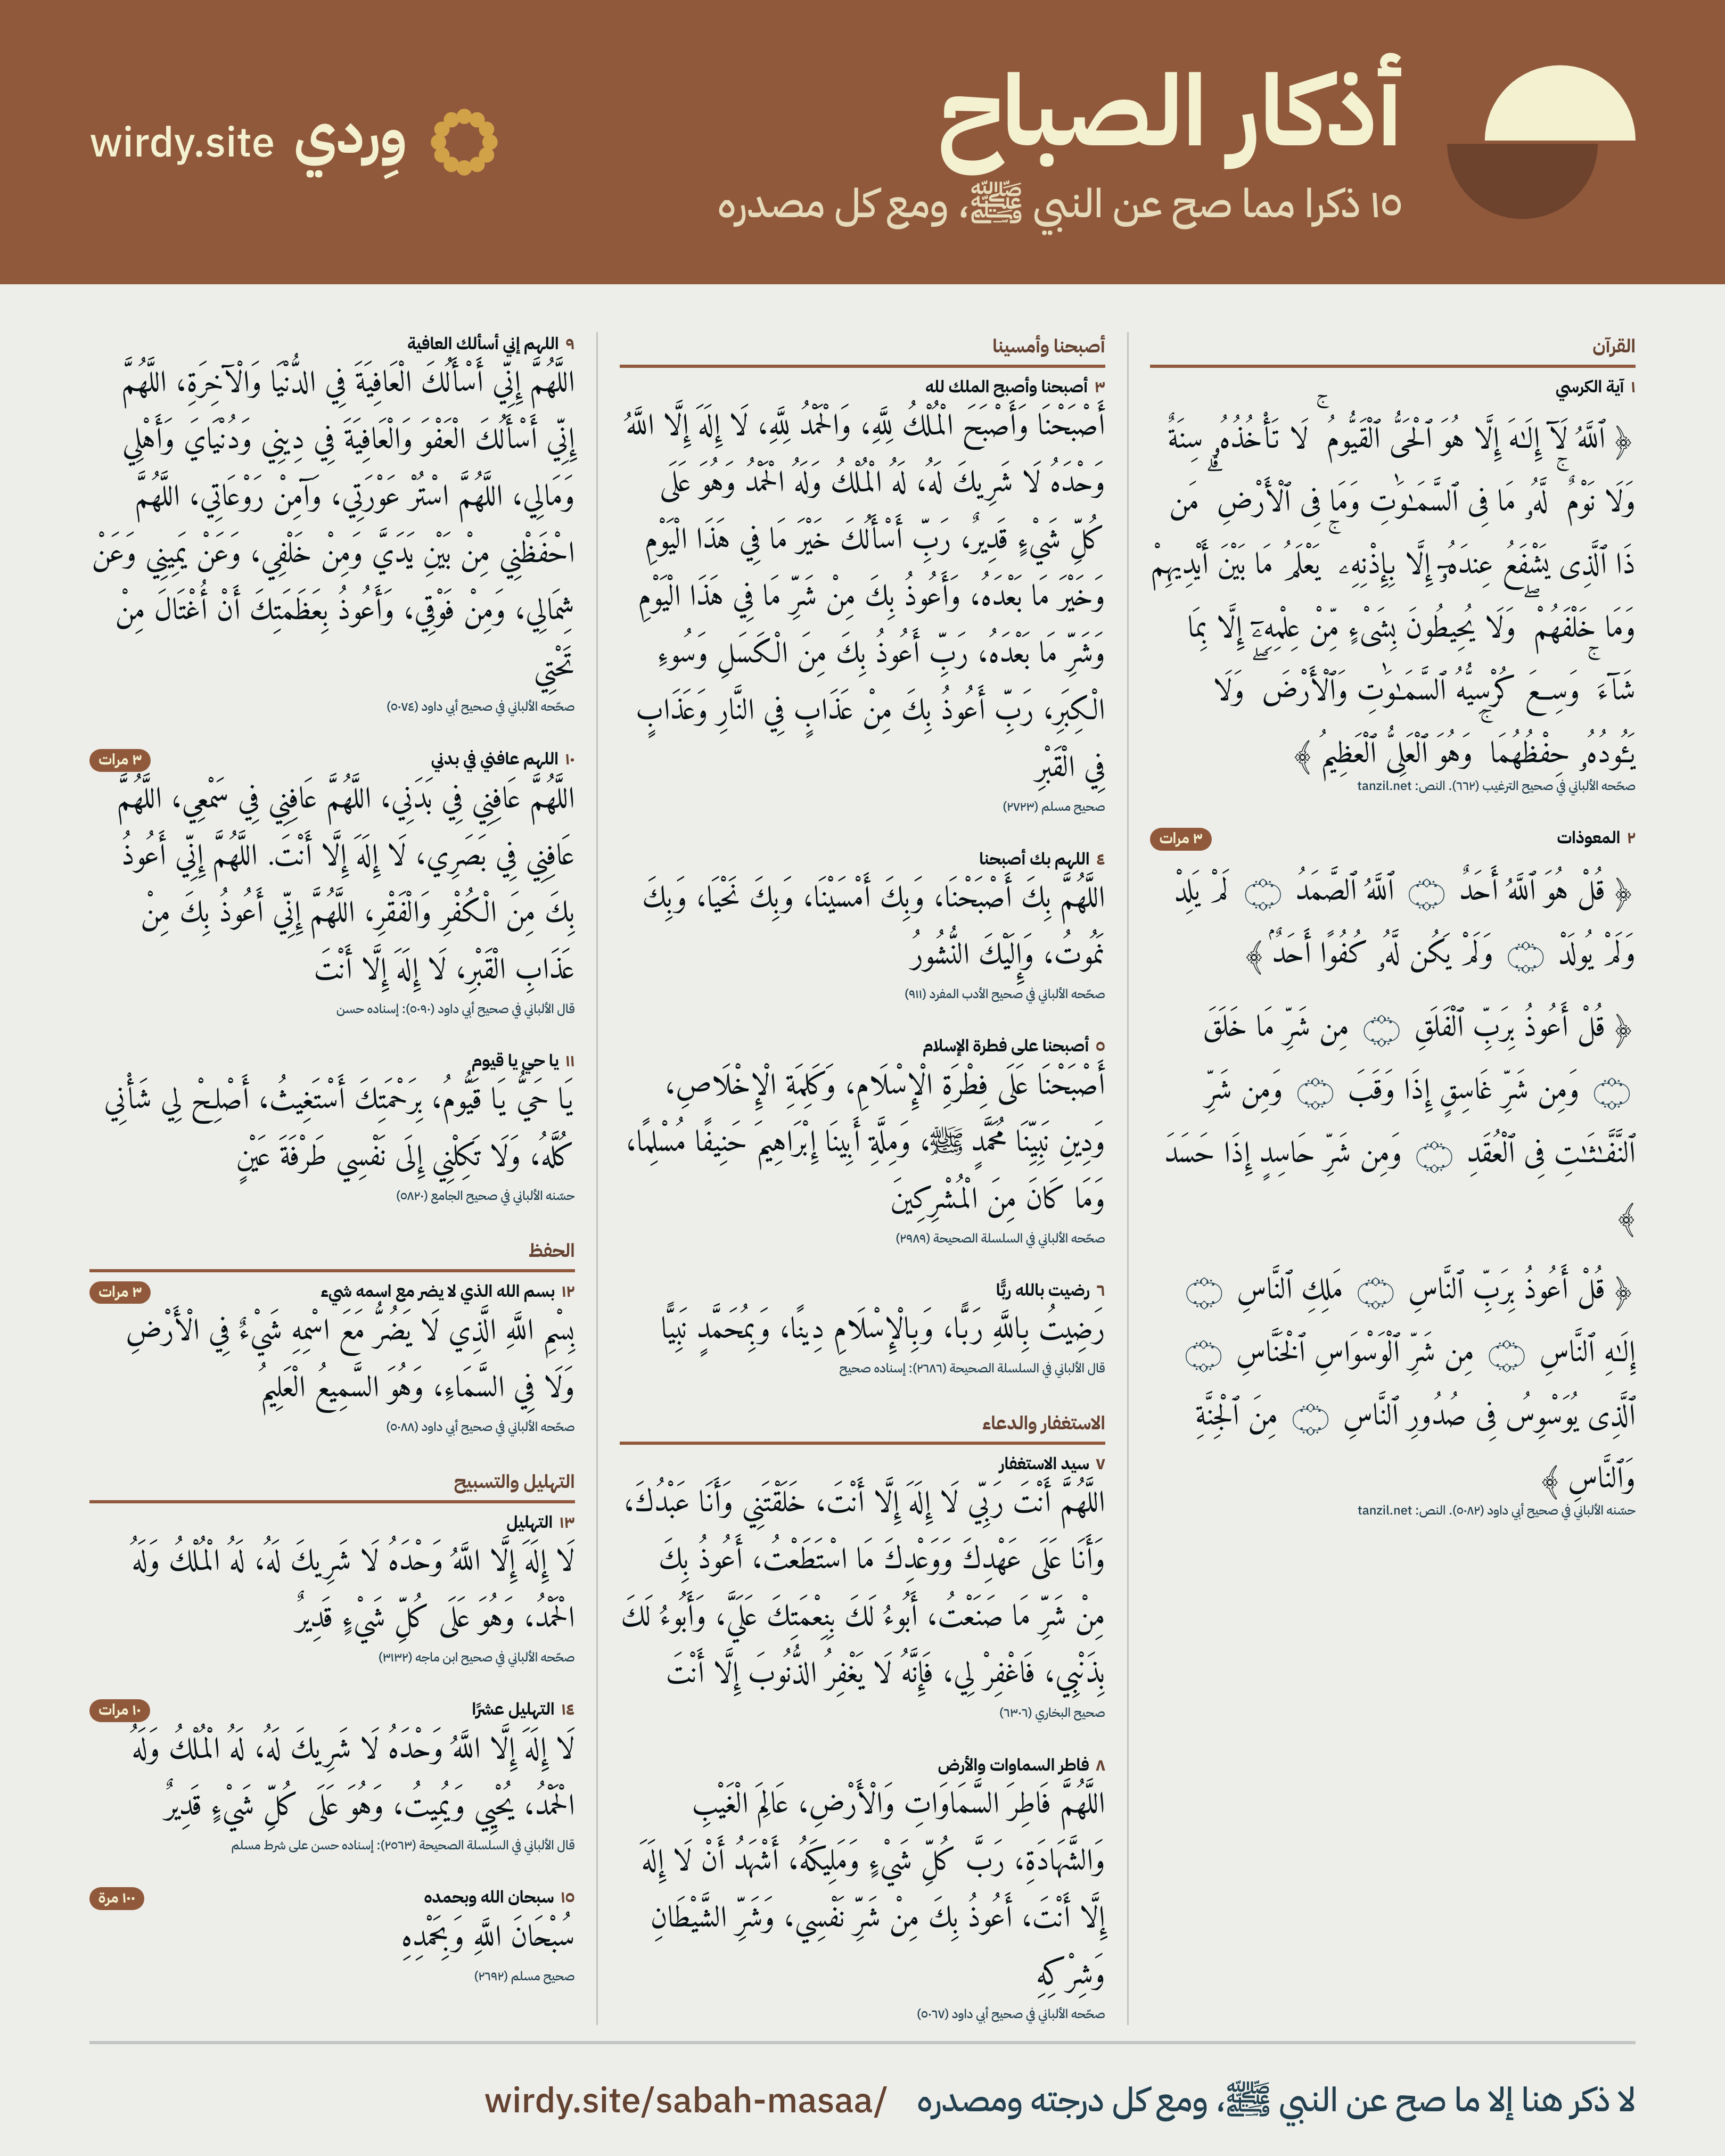 أذكار الصباح
١٥ ذكرا مما صح عن النبي ﷺ، ومع كل مصدره
وِردي wirdy.site
القرآن
١ آية الكرسي
﴿ ٱللَّهُ لَآ إِلَـٰهَ إِلَّا هُوَ ٱلْحَىُّ ٱلْقَيُّومُ ۚ لَا تَأْخُذُهُۥ سِنَةٌ
وَلَا نَوْمٌ ۚ لَّهُۥ مَا فِى ٱلسَّمَـٰوَٰتِ وَمَا فِى ٱلْأَرْضِ ۗ مَن
ذَا ٱلَّذِى يَشْفَعُ عِندَهُۥٓ إِلَّا بِإِذْنِهِۦ ۚ يَعْلَمُ مَا بَيْنَ أَيْدِيهِمْ
وَمَا خَلْفَهُمْ ۖ وَلَا يُحِيطُونَ بِشَىْءٍ مِّنْ عِلْمِهِۦٓ إِلَّا بِمَا
شَآءَ ۚ وَسِعَ كُرْسِيُّهُ ٱلسَّمَـٰوَٰتِ وَٱلْأَرْضَ ۖ وَلَا
يَـُٔودُهُۥ حِفْظُهُمَا ۚ وَهُوَ ٱلْعَلِىُّ ٱلْعَظِيمُ ﴾
صحّحه الألباني في صحيح الترغيب (٦٦٢). النص: tanzil.net
٢ المعوذات
٣ مرات
﴿ قُلْ هُوَ ٱللَّهُ أَحَدٌ ۝ ٱللَّهُ ٱلصَّمَدُ ۝ لَمْ يَلِدْ
وَلَمْ يُولَدْ ۝ وَلَمْ يَكُن لَّهُۥ كُفُوًا أَحَدٌۢ ﴾
﴿ قُلْ أَعُوذُ بِرَبِّ ٱلْفَلَقِ ۝ مِن شَرِّ مَا خَلَقَ
۝ وَمِن شَرِّ غَاسِقٍ إِذَا وَقَبَ ۝ وَمِن شَرِّ
ٱلنَّفَّـٰثَـٰتِ فِى ٱلْعُقَدِ ۝ وَمِن شَرِّ حَاسِدٍ إِذَا حَسَدَ
﴾
﴿ قُلْ أَعُوذُ بِرَبِّ ٱلنَّاسِ ۝ مَلِكِ ٱلنَّاسِ ۝
إِلَـٰهِ ٱلنَّاسِ ۝ مِن شَرِّ ٱلْوَسْوَاسِ ٱلْخَنَّاسِ ۝
ٱلَّذِى يُوَسْوِسُ فِى صُدُورِ ٱلنَّاسِ ۝ مِنَ ٱلْجِنَّةِ
وَٱلنَّاسِ ﴾
حسّنه الألباني في صحيح أبي داود (٥٠٨٢). النص: tanzil.net
أصبحنا وأمسينا
٣ أصبحنا وأصبح الملك لله
أَصْبَحْنَا وَأَصْبَحَ الْمُلْكُ لِلَّهِ، وَالْحَمْدُ لِلَّهِ، لَا إِلَهَ إِلَّا اللَّهُ
وَحْدَهُ لَا شَرِيكَ لَهُ، لَهُ الْمُلْكُ وَلَهُ الْحَمْدُ وَهُوَ عَلَى
كُلِّ شَيْءٍ قَدِيرٌ، رَبِّ أَسْأَلُكَ خَيْرَ مَا فِي هَذَا الْيَوْمِ
وَخَيْرَ مَا بَعْدَهُ، وَأَعُوذُ بِكَ مِنْ شَرِّ مَا فِي هَذَا الْيَوْمِ
وَشَرِّ مَا بَعْدَهُ، رَبِّ أَعُوذُ بِكَ مِنَ الْكَسَلِ وَسُوءِ
الْكِبَرِ، رَبِّ أَعُوذُ بِكَ مِنْ عَذَابٍ فِي النَّارِ وَعَذَابٍ
فِي الْقَبْرِ
صحيح مسلم (٢٧٢٣)
٤ اللهم بك أصبحنا
اللَّهُمَّ بِكَ أَصْبَحْنَا، وَبِكَ أَمْسَيْنَا، وَبِكَ نَحْيَا، وَبِكَ
نَمُوتُ، وَإِلَيْكَ النُّشُورُ
صحّحه الألباني في صحيح الأدب المفرد (٩١١)
٥ أصبحنا على فطرة الإسلام
أَصْبَحْنَا عَلَى فِطْرَةِ الْإِسْلَامِ، وَكَلِمَةِ الْإِخْلَاصِ،
وَدِينِ نَبِيِّنَا مُحَمَّدٍ ﷺ، وَمِلَّةِ أَبِينَا إِبْرَاهِيمَ حَنِيفًا مُسْلِمًا،
وَمَا كَانَ مِنَ الْمُشْرِكِينَ
صحّحه الألباني في السلسلة الصحيحة (٢٩٨٩)
٦ رضيت بالله ربًّا
رَضِيتُ بِاللَّهِ رَبًّا، وَبِالْإِسْلَامِ دِينًا، وَبِمُحَمَّدٍ نَبِيًّا
قال الألباني في السلسلة الصحيحة (٢٦٨٦): إسناده صحيح
الاستغفار والدعاء
٧ سيد الاستغفار
اللَّهُمَّ أَنْتَ رَبِّي لَا إِلَهَ إِلَّا أَنْتَ، خَلَقْتَنِي وَأَنَا عَبْدُكَ،
وَأَنَا عَلَى عَهْدِكَ وَوَعْدِكَ مَا اسْتَطَعْتُ، أَعُوذُ بِكَ
مِنْ شَرِّ مَا صَنَعْتُ، أَبُوءُ لَكَ بِنِعْمَتِكَ عَلَيَّ، وَأَبُوءُ لَكَ
بِذَنْبِي، فَاغْفِرْ لِي، فَإِنَّهُ لَا يَغْفِرُ الذُّنُوبَ إِلَّا أَنْتَ
صحيح البخاري (٦٣٠٦)
٨ فاطر السماوات والأرض
اللَّهُمَّ فَاطِرَ السَّمَاوَاتِ وَالْأَرْضِ، عَالِمَ الْغَيْبِ
وَالشَّهَادَةِ، رَبَّ كُلِّ شَيْءٍ وَمَلِيكَهُ، أَشْهَدُ أَنْ لَا إِلَهَ
إِلَّا أَنْتَ، أَعُوذُ بِكَ مِنْ شَرِّ نَفْسِي، وَشَرِّ الشَّيْطَانِ
وَشِرْكِهِ
صحّحه الألباني في صحيح أبي داود (٥٠٦٧)
٩ اللهم إني أسألك العافية
اللَّهُمَّ إِنِّي أَسْأَلُكَ الْعَافِيَةَ فِي الدُّنْيَا وَالْآخِرَةِ، اللَّهُمَّ
إِنِّي أَسْأَلُكَ الْعَفْوَ وَالْعَافِيَةَ فِي دِينِي وَدُنْيَايَ وَأَهْلِي
وَمَالِي، اللَّهُمَّ اسْتُرْ عَوْرَتِي، وَآمِنْ رَوْعَاتِي، اللَّهُمَّ
احْفَظْنِي مِنْ بَيْنِ يَدَيَّ وَمِنْ خَلْفِي، وَعَنْ يَمِينِي وَعَنْ
شِمَالِي، وَمِنْ فَوْقِي، وَأَعُوذُ بِعَظَمَتِكَ أَنْ أُغْتَالَ مِنْ
تَحْتِي
صحّحه الألباني في صحيح أبي داود (٥٠٧٤)
١٠ اللهم عافني في بدني
٣ مرات
اللَّهُمَّ عَافِنِي فِي بَدَنِي، اللَّهُمَّ عَافِنِي فِي سَمْعِي، اللَّهُمَّ
عَافِنِي فِي بَصَرِي، لَا إِلَهَ إِلَّا أَنْتَ. اللَّهُمَّ إِنِّي أَعُوذُ
بِكَ مِنَ الْكُفْرِ وَالْفَقْرِ، اللَّهُمَّ إِنِّي أَعُوذُ بِكَ مِنْ
عَذَابِ الْقَبْرِ، لَا إِلَهَ إِلَّا أَنْتَ
قال الألباني في صحيح أبي داود (٥٠٩٠): إسناده حسن
١١ يا حي يا قيوم
يَا حَيُّ يَا قَيُّومُ، بِرَحْمَتِكَ أَسْتَغِيثُ، أَصْلِحْ لِي شَأْنِي
كُلَّهُ، وَلَا تَكِلْنِي إِلَى نَفْسِي طَرْفَةَ عَيْنٍ
حسّنه الألباني في صحيح الجامع (٥٨٢٠)
الحفظ
١٢ بسم الله الذي لا يضر مع اسمه شيء
٣ مرات
بِسْمِ اللَّهِ الَّذِي لَا يَضُرُّ مَعَ اسْمِهِ شَيْءٌ فِي الْأَرْضِ
وَلَا فِي السَّمَاءِ، وَهُوَ السَّمِيعُ الْعَلِيمُ
صحّحه الألباني في صحيح أبي داود (٥٠٨٨)
التهليل والتسبيح
١٣ التهليل
لَا إِلَهَ إِلَّا اللَّهُ وَحْدَهُ لَا شَرِيكَ لَهُ، لَهُ الْمُلْكُ وَلَهُ
الْحَمْدُ، وَهُوَ عَلَى كُلِّ شَيْءٍ قَدِيرٌ
صحّحه الألباني في صحيح ابن ماجه (٣١٣٢)
١٤ التهليل عشرًا
١٠ مرات
لَا إِلَهَ إِلَّا اللَّهُ وَحْدَهُ لَا شَرِيكَ لَهُ، لَهُ الْمُلْكُ وَلَهُ
الْحَمْدُ، يُحْيِي وَيُمِيتُ، وَهُوَ عَلَى كُلِّ شَيْءٍ قَدِيرٌ
قال الألباني في السلسلة الصحيحة (٢٥٦٣): إسناده حسن على شرط مسلم
١٥ سبحان الله وبحمده
١٠٠ مرة
سُبْحَانَ اللَّهِ وَبِحَمْدِهِ
صحيح مسلم (٢٦٩٢)
لا ذكر هنا إلا ما صح عن النبي ﷺ، ومع كل درجته ومصدره wirdy.site/sabah-masaa/